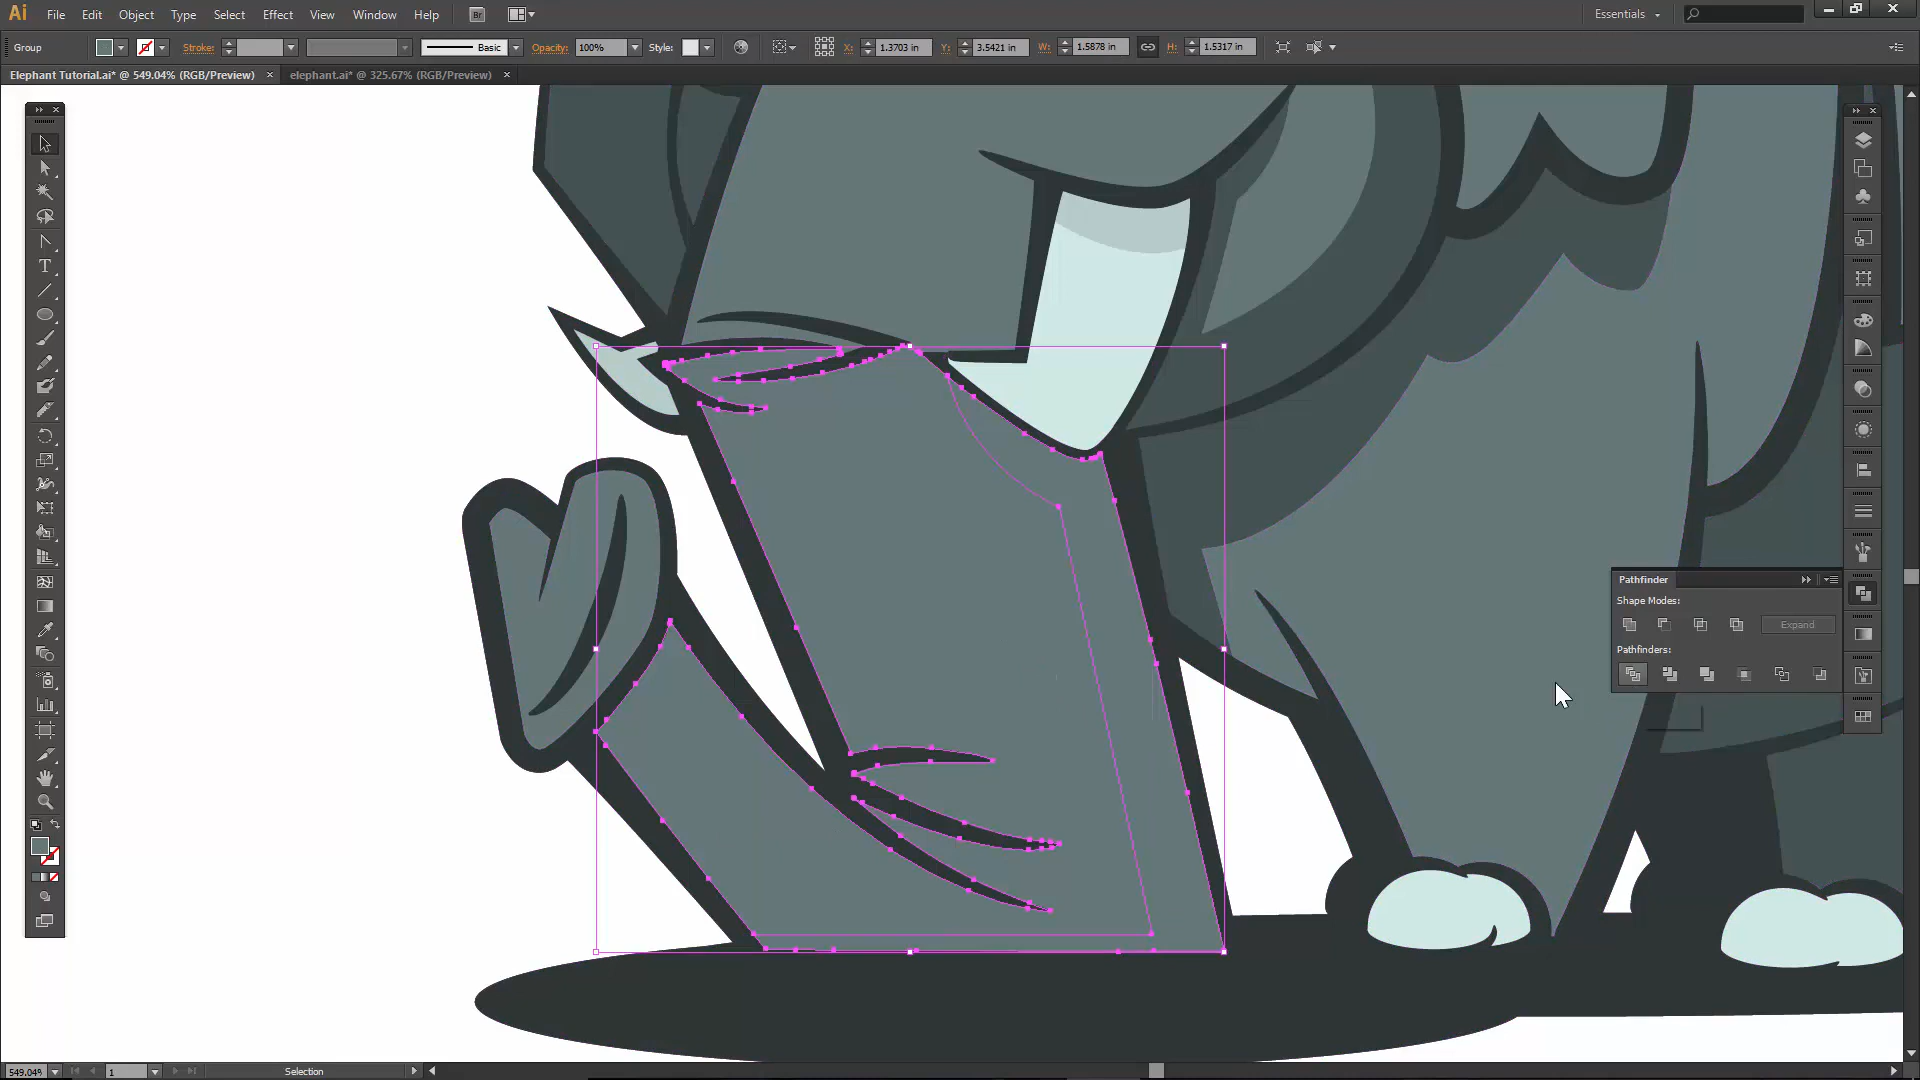 Ai File Edit Object Type Select Effect View Window Help Br Essentials
Group Stroke: Basic Opacity: 100% Style: X: 1.3703 in Y: 3.5421 in W: 1.5878 in H: 1.5317 in
Elephant Tutorial.ai* @ 549.04% (RGB/Preview) × elephant.ai* @ 325.67% (RGB/Preview) ×
Pathfinder
Shape Modes:
Expand
Pathfinders:
549.04% 1 Selection